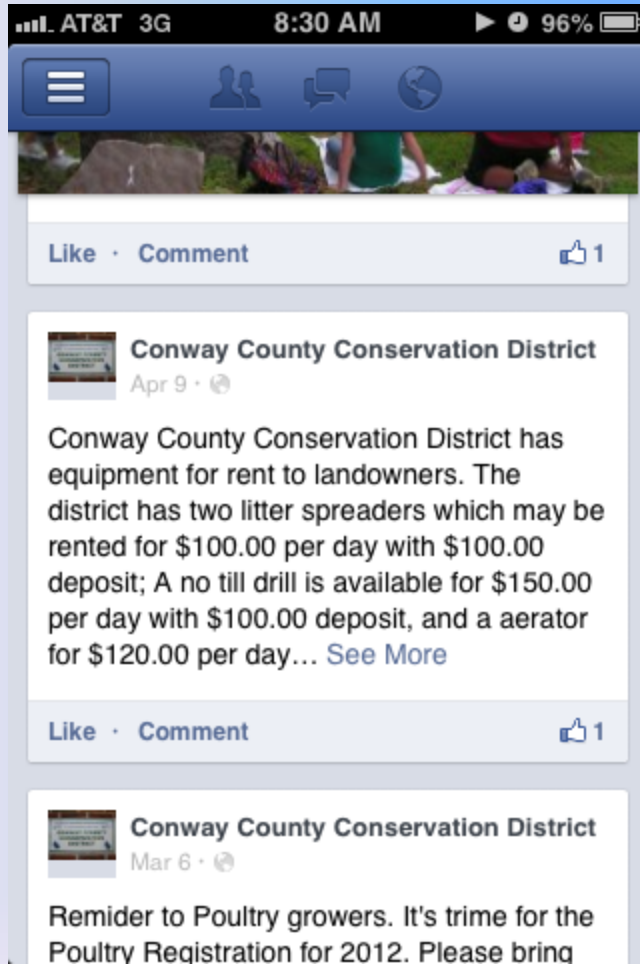 AT&T 3G 8:30 AM 96%
Like · Comment 1
Conway County Conservation District
Apr 9 ·
Conway County Conservation District has
equipment for rent to landowners. The
district has two litter spreaders which may be
rented for $100.00 per day with $100.00
deposit; A no till drill is available for $150.00
per day with $100.00 deposit, and a aerator
for $120.00 per day... See More
Like · Comment 1
Conway County Conservation District
Mar 6 ·
Remider to Poultry growers. It's trime for the
Poultry Registration for 2012. Please bring